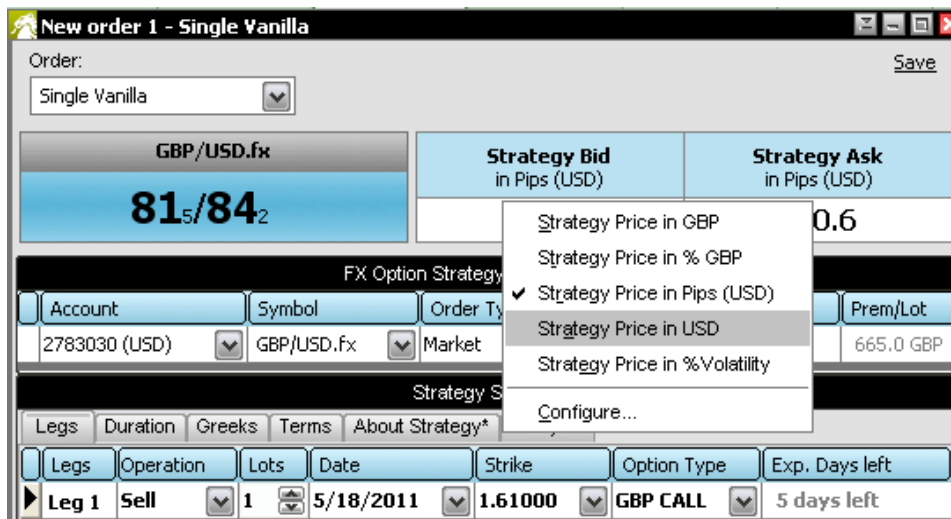 New order 1 - Single Vanilla
Order:
Save
Single Vanilla
GBP/USD.fx
Strategy Bid
Strategy Ask
in Pips (USD)
in Pips (USD)
81₅/84₂
0.6
Strategy Price in GBP
Strategy Price in % GBP
✔ Strategy Price in Pips (USD)
Strategy Price in USD
Strategy Price in %Volatility
Configure...
FX Option Strategy
Account Symbol Order Prem/Lot
2783030 (USD) GBP/USD.fx Market 665.0 GBP
Strategy
Legs Duration Greeks Terms About Strategy*
Legs Operation Lots Date Strike Option Type Exp. Days left
Leg 1 Sell 1 5/18/2011 1.61000 GBP CALL 5 days left